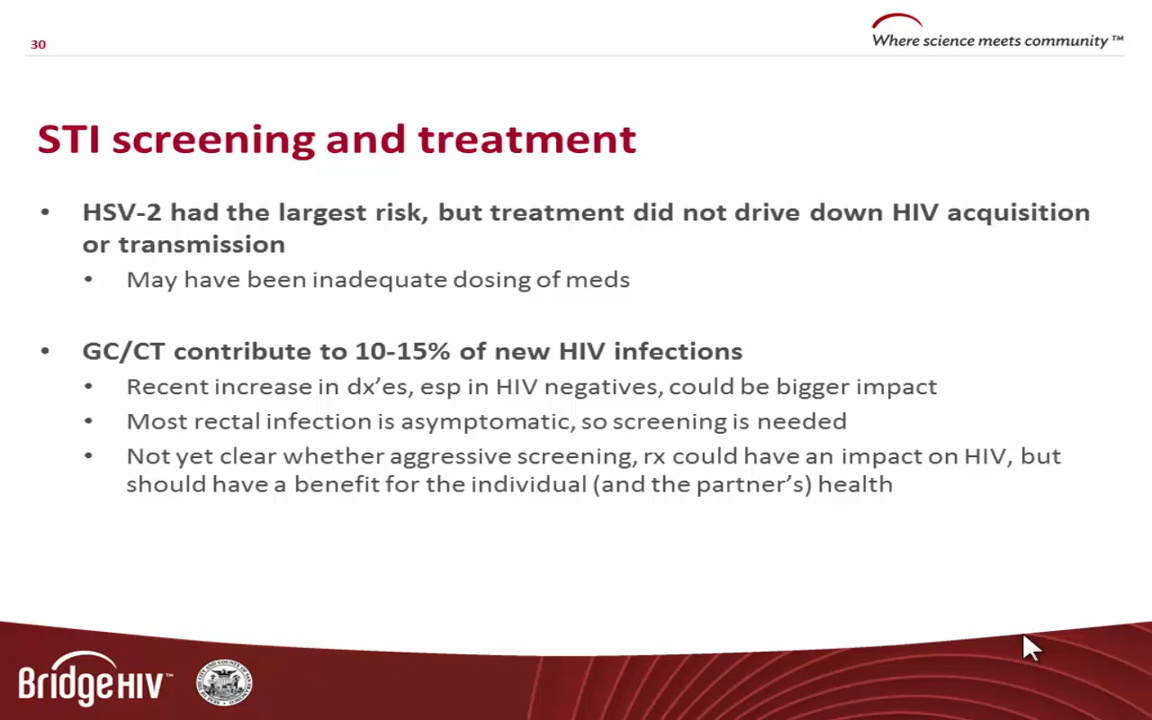 30
Where science meets community ™
STI screening and treatment
• HSV-2 had the largest risk, but treatment did not drive down HIV acquisition
or transmission
• May have been inadequate dosing of meds
• GC/CT contribute to 10-15% of new HIV infections
• Recent increase in dx’es, esp in HIV negatives, could be bigger impact
• Most rectal infection is asymptomatic, so screening is needed
• Not yet clear whether aggressive screening, rx could have an impact on HIV, but
should have a benefit for the individual (and the partner’s) health
BridgeHIV™